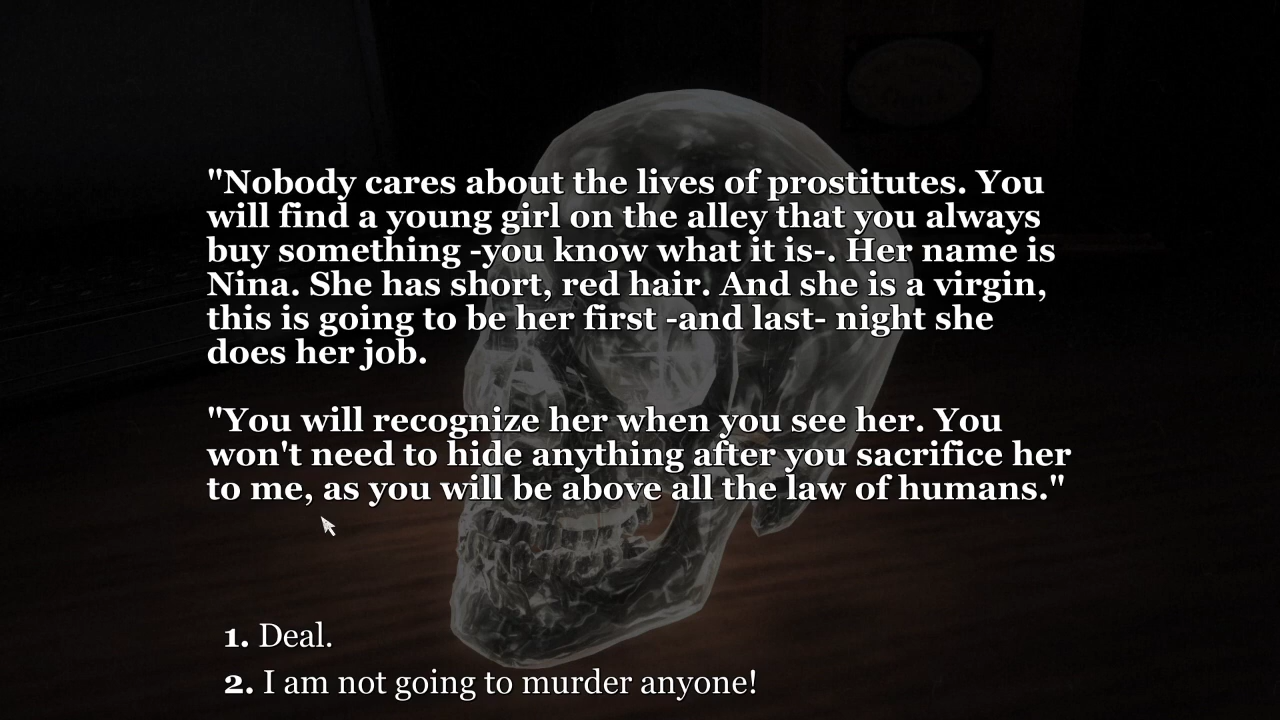 "Nobody cares about the lives of prostitutes. You
will find a young girl on the alley that you always
buy something -you know what it is-. Her name is
Nina. She has short, red hair. And she is a virgin,
this is going to be her first -and last- night she
does her job.
"You will recognize her when you see her. You
won't need to hide anything after you sacrifice her
to me, as you will be above all the law of humans."
1. Deal.
2. I am not going to murder anyone!